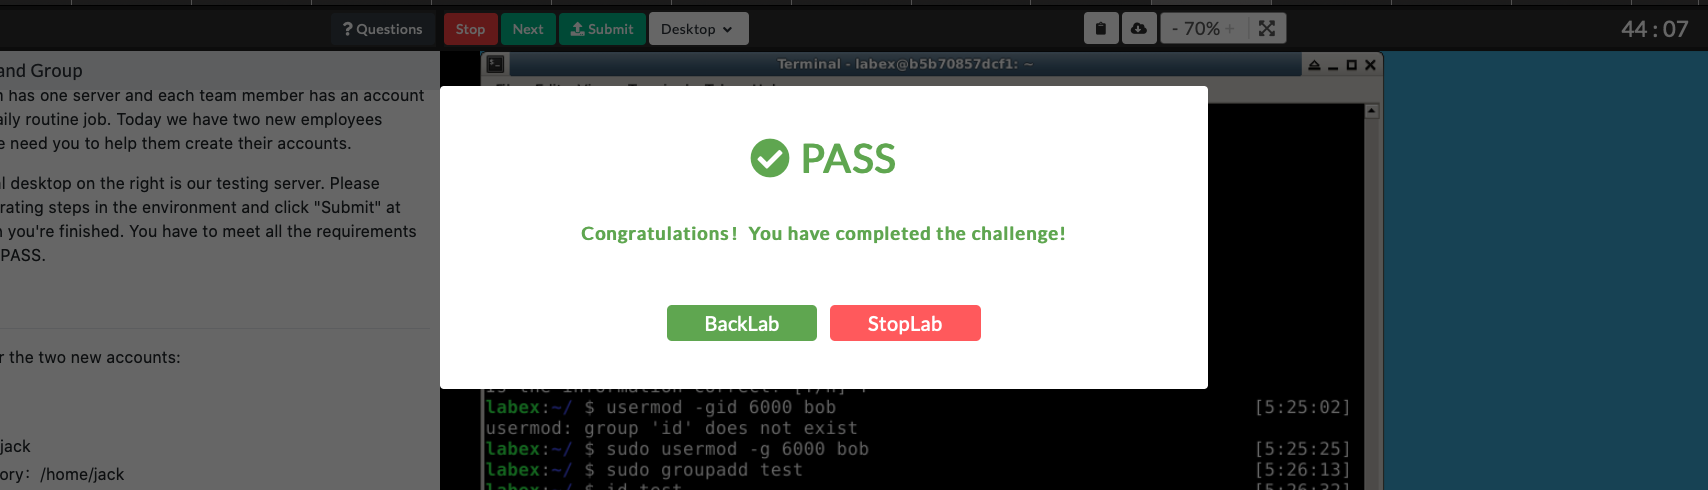 ? Questions
Stop
Next
Submit
Desktop
- 70% +
44 : 07
and Group
has one server and each team member has an account
aily routine job. Today we have two new employees
need you to help them create their accounts.
desktop on the right is our testing server. Please
rating steps in the environment and click "Submit" at
you're finished. You have to meet all the requirements
PASS.
r the two new accounts:
jack
ory: /home/jack
Terminal - labex@b5b70857dcf1: ~
PASS
Congratulations! You have completed the challenge!
BackLab
StopLab
labex:~/ $ usermod -gid 6000 bob [5:25:02]
usermod: group 'id' does not exist
labex:~/ $ sudo usermod -g 6000 bob [5:25:25]
labex:~/ $ sudo groupadd test [5:26:13]
labex:~/ $ id test [5:26:32]